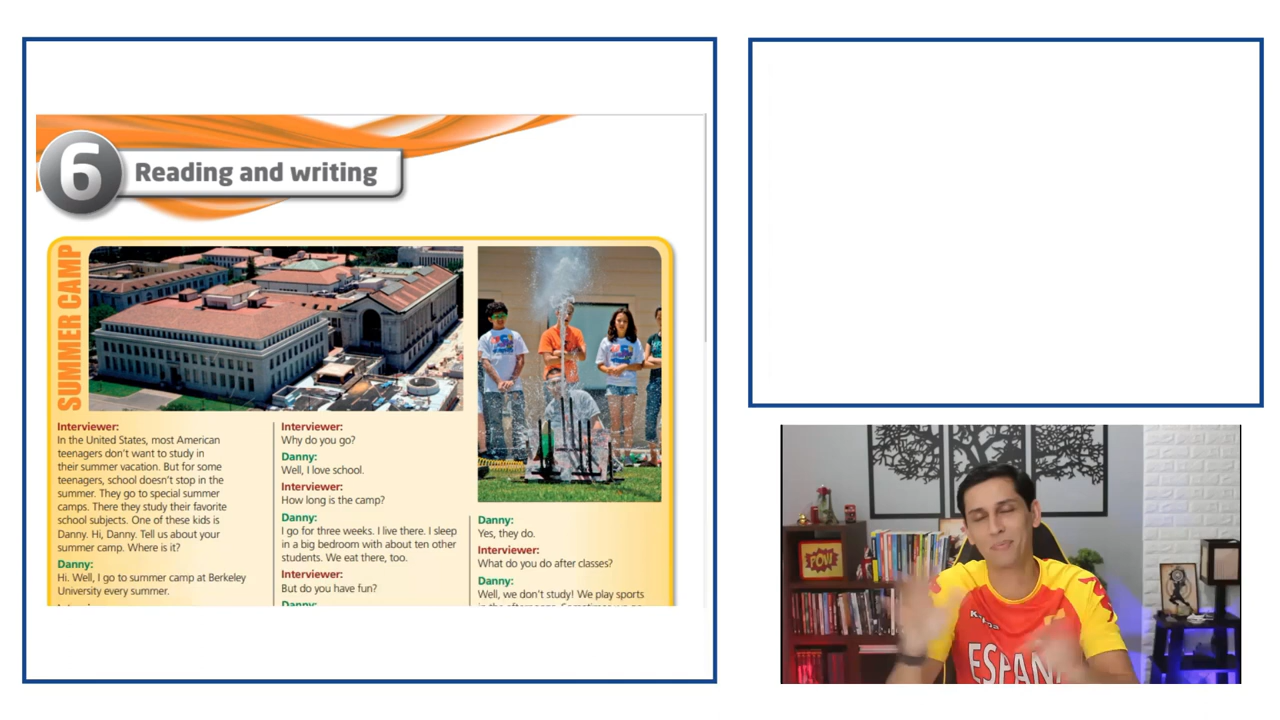 6
Reading and writing
SUMMER CAMP
Interviewer:
In the United States, most American
teenagers don't want to study in
their summer vacation. But for some
teenagers, school doesn't stop in the
summer. They go to special summer
camps. There they study their favorite
school subjects. One of these kids is
Danny. Hi, Danny. Tell us about your
summer camp. Where is it?
Danny:
Hi. Well, I go to summer camp at Berkeley
University every summer.
Interviewer:
Why do you go?
Danny:
Well, I love school.
Interviewer:
How long is the camp?
Danny:
I go for three weeks. I live there. I sleep
in a big bedroom with about ten other
students. We eat there, too.
Interviewer:
But do you have fun?
Danny:
Yes, they do.
Interviewer:
What do you do after classes?
Danny:
Well, we don't study! We play sports
POW!
ESPAÑA